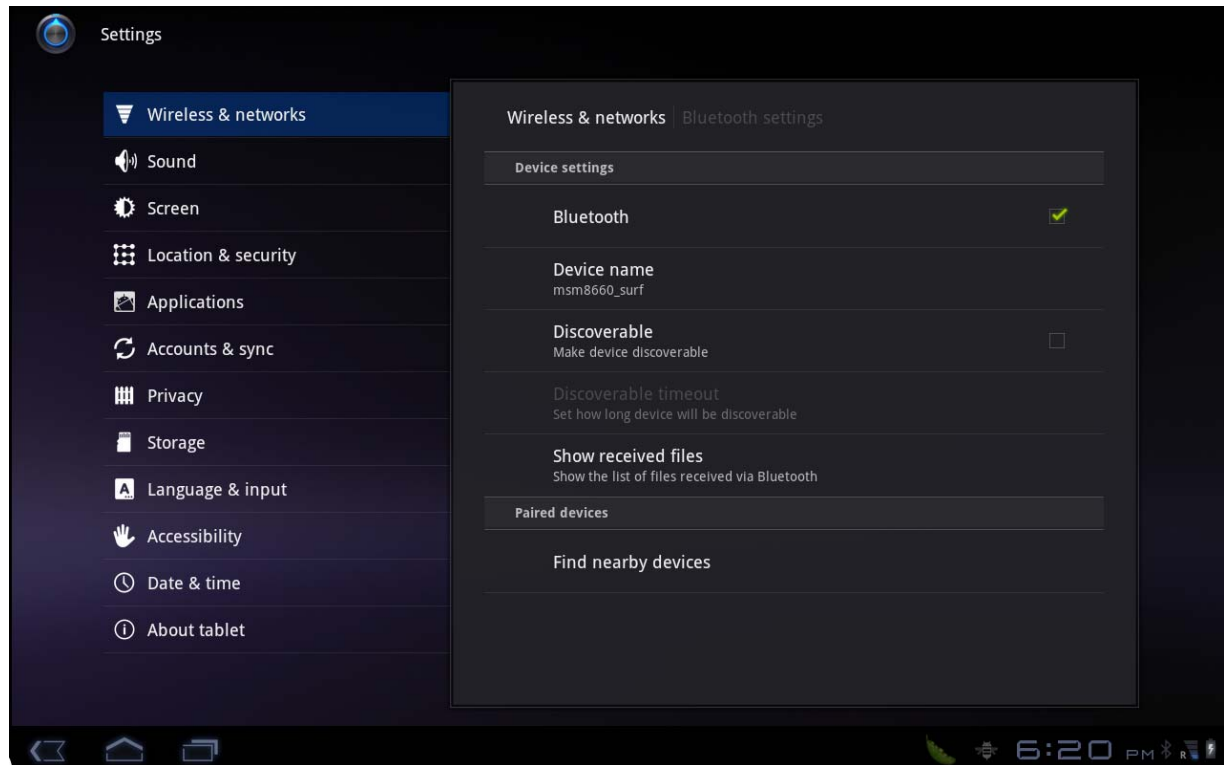 Settings
Wireless & networks
Sound
Screen
Location & security
Applications
Accounts & sync
Privacy
Storage
Language & input
Accessibility
Date & time
About tablet
Wireless & networks Bluetooth settings
Device settings
Bluetooth
Device name
msm8660_surf
Discoverable
Make device discoverable
Discoverable timeout
Set how long device will be discoverable
Show received files
Show the list of files received via Bluetooth
Paired devices
Find nearby devices
6:20 PM R